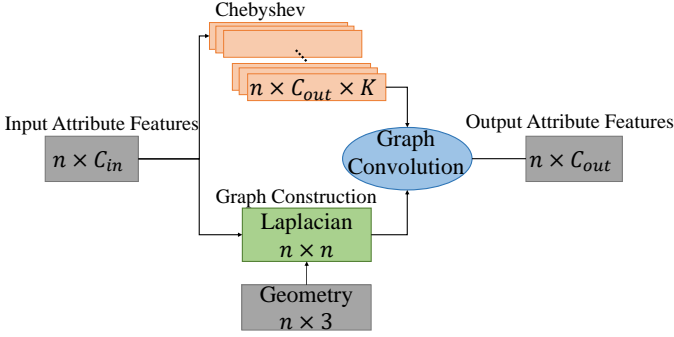 Chebyshev
n × C_out × K
Input Attribute Features
n × C_in
Graph
Convolution
Output Attribute Features
n × C_out
Graph Construction
Laplacian
n × n
Geometry
n × 3